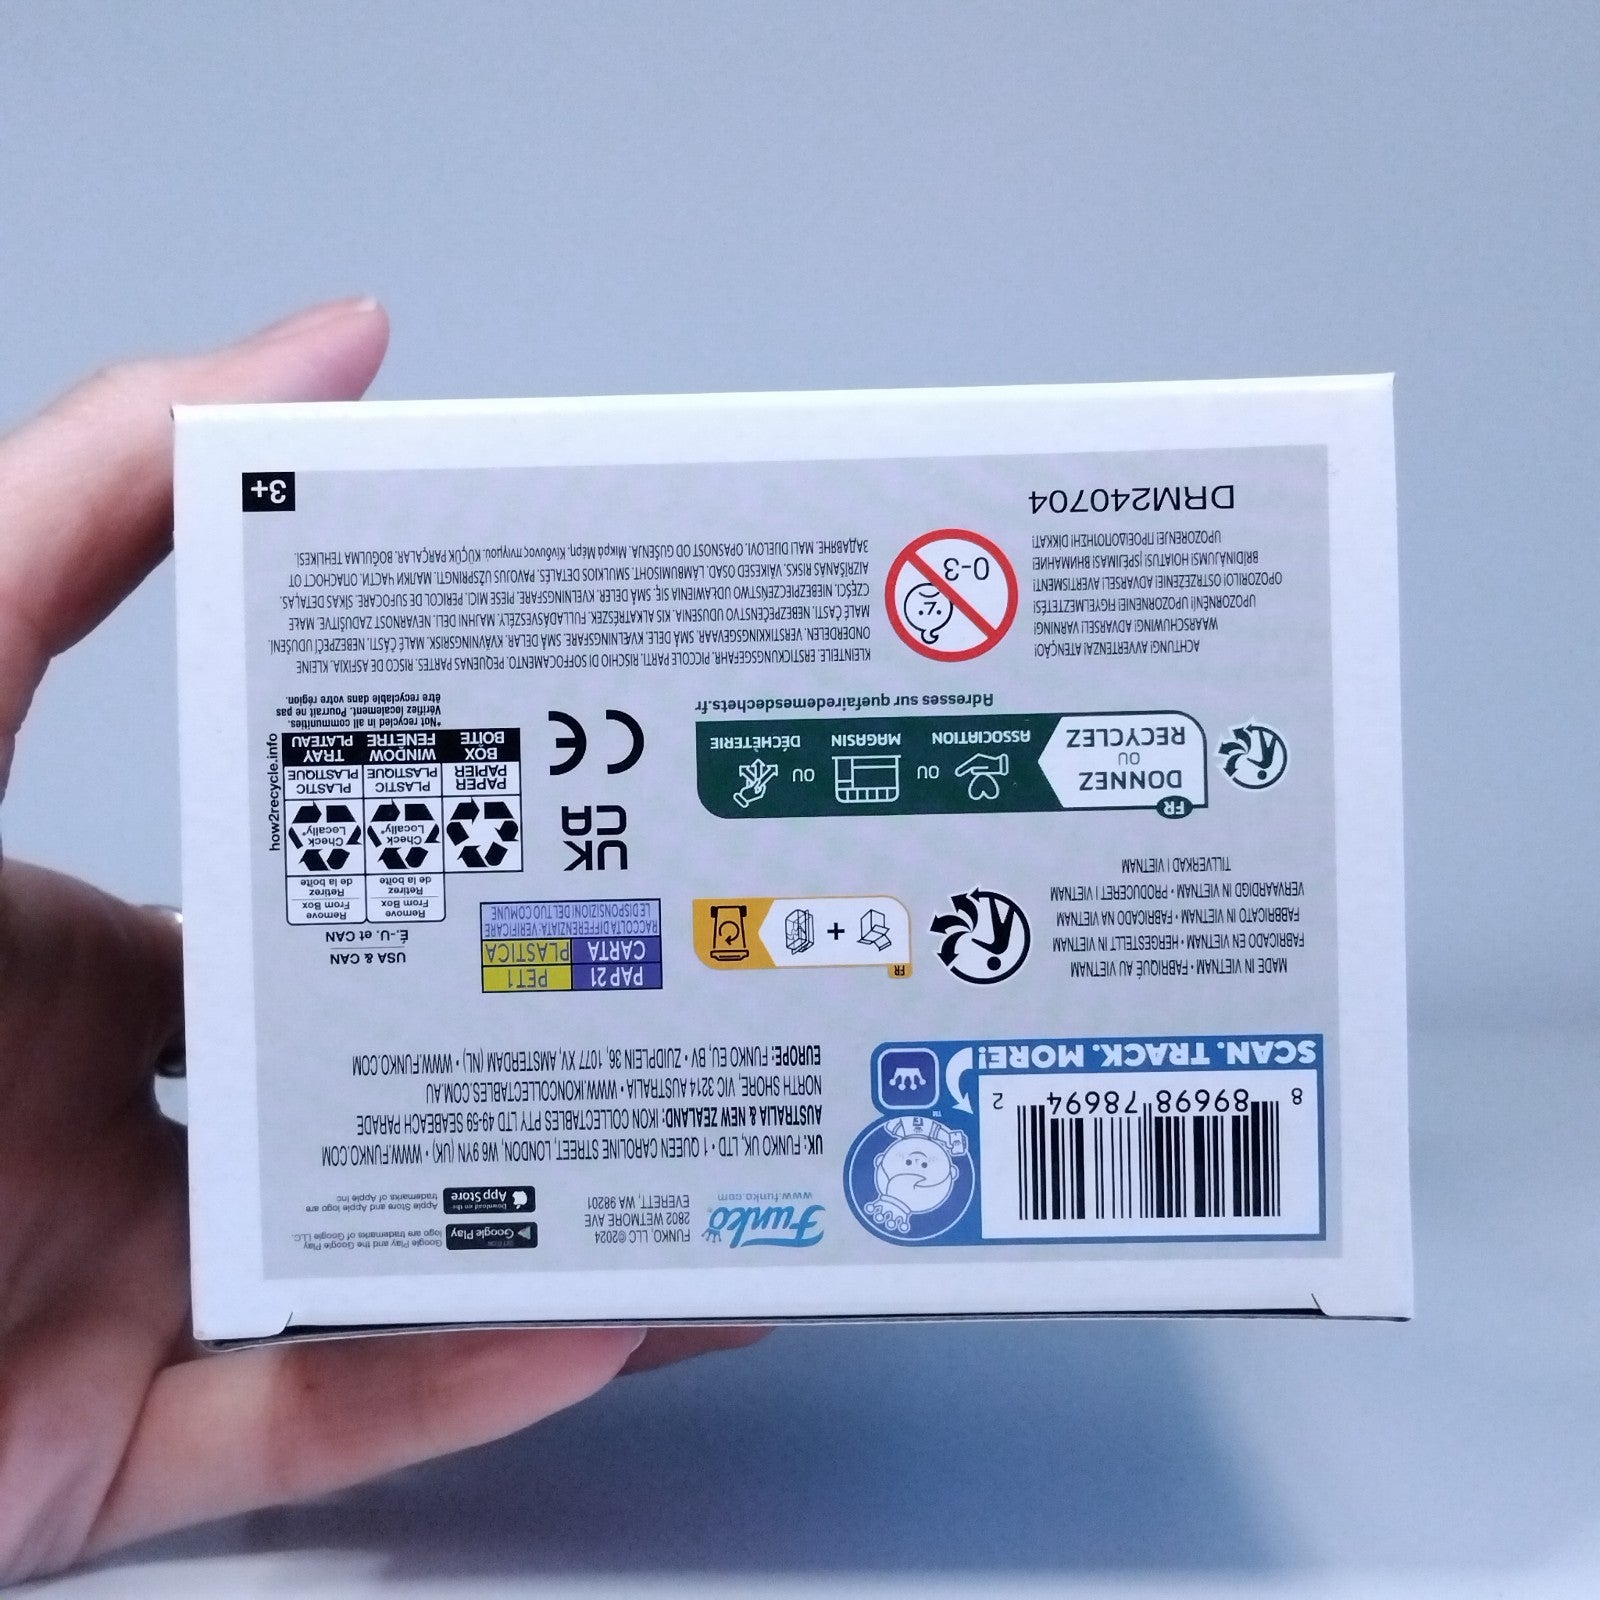 8 89698 78694 2
SCAN. TRACK. MORE!
TM
Funko®
www.funko.com
FUNKO, LLC ©2024
2802 WETMORE AVE
EVERETT, WA 98201
GET IT ON
Google Play
Google Play and the Google Play
logo are trademarks of Google LLC.
Download on the
App Store
Apple and Apple logo are
trademarks of Apple Inc
UK: FUNKO UK, LTD • 1 QUEEN CAROLINE STREET, LONDON, W6 9YN (UK) • WWW.FUNKO.COM
AUSTRALIA & NEW ZEALAND: IKON COLLECTABLES PTY LTD 49-59 SEABEACH PARADE
NORTH SHORE, VIC 3214 AUSTRALIA • WWW.IKONCOLLECTABLES.COM.AU
EUROPE: FUNKO EU, BV • ZUIDPLEIN 36, 1077 XV, AMSTERDAM (NL) • WWW.FUNKO.COM
MADE IN VIETNAM • FABRIQUÉ AU VIETNAM
FABRICADO EN VIETNAM • HERGESTELLT IN VIETNAM
FABBRICATO IN VIETNAM • FABRICADO NA VIETNAM
VERVAARDIGD IN VIETNAM • PRODUCERET I VIETNAM
TILLVERKAD I VIETNAM
FR
+
PAP 21
PET 1
CARTA
PLASTICA
RACCOLTA DIFFERENZIATA. VERIFICARE
LE DISPOSIZIONI DEL TUO COMUNE
USA & CAN
É.-U. et CAN
Remove
From Box
Retirez
de la boîte
Remove
From Box
Retirez
de la boîte
Check
Locally*
Check
Locally*
PAPER
PAPIER
PLASTIC
PLASTIQUE
PLASTIC
PLASTIQUE
BOX
BOÎTE
WINDOW
FENÊTRE
TRAY
PLATEAU
how2recycle.info
*Not recycled in all communities.
Vérifiez localement. Pourrait ne pas
être recyclable dans votre région.
UK
CA
CE
FR
DONNEZ
OU
RECYCLEZ
ASSOCIATION
OU
MAGASIN
OU
DÉCHÈTERIE
Adresses sur quefairedemesdechets.fr
ACHTUNG! AVVERTENZA! ATENÇÃO!
WAARSCHUWING! ADVARSEL! VARNING!
UPOZORNĚNÍ! UPOZORNENIE! FIGYELMEZTETÉS!
OPOZORILO! OSTRZEŻENIE! ADVARSEL! AVERTISMENT!
BRĪDINĀJUMS! HOIATUS! ĮSPĖJIMAS! ВНИМАНИЕ!
UPOZORENJE! ΠΡΟΕΙΔΟΠΟΙΗΣΗ! DİKKAT!
0-3
KLEINTEILE. ERSTICKUNGSGEFAHR. PICCOLE PARTI. RISCHIO DI SOFFOCAMENTO. PEQUENAS PARTES. RISCO DE ASFIXIA. KLEINE
ONDERDELEN. VERSTIKKINGSGEVAAR. SMÅ DELE. KVÆLNINGSFARE. SMÅ DELAR. KVÄVNINGSRISK. MALÉ ČÁSTI. NEBEZPEČÍ UDUŠENÍ.
MALÉ ČASTI. NEBEZPEČENSTVO UDUSENIA. KIS ALKATRÉSZEK. FULLADÁSVESZÉLY. MAJHNI DELI. NEVARNOST ZADUŠITVE. MAŁE
CZĘŚCI. NIEBEZPIECZEŃSTWO UDŁAWIENIA SIĘ. SMÅ DELER. KVELNINGSFARE. PIESE MICI. PERICOL DE SUFOCARE. SĪKAS DETAĻAS.
AIZRĪŠANĀS RISKS. VÄIKESED OSAD. LÄMBUMISOHT. SMULKIOS DETALĖS. PAVOJUS UŽSPRINGTI. МАЛКИ ЧАСТИ. ОПАСНОСТ ОТ
ЗАДАВЯНЕ. MALI DIJELOVI. OPASNOST OD GUŠENJA. Μικρά Μέρη. Κίνδυνος πνιγμού. KÜÇÜK PARÇALAR. BOĞULMA TEHLİKESİ.
DRM240704
3+